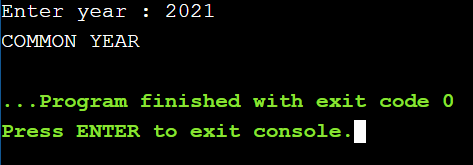 Enter year : 2021
COMMON YEAR
...Program finished with exit code 0
Press ENTER to exit console.